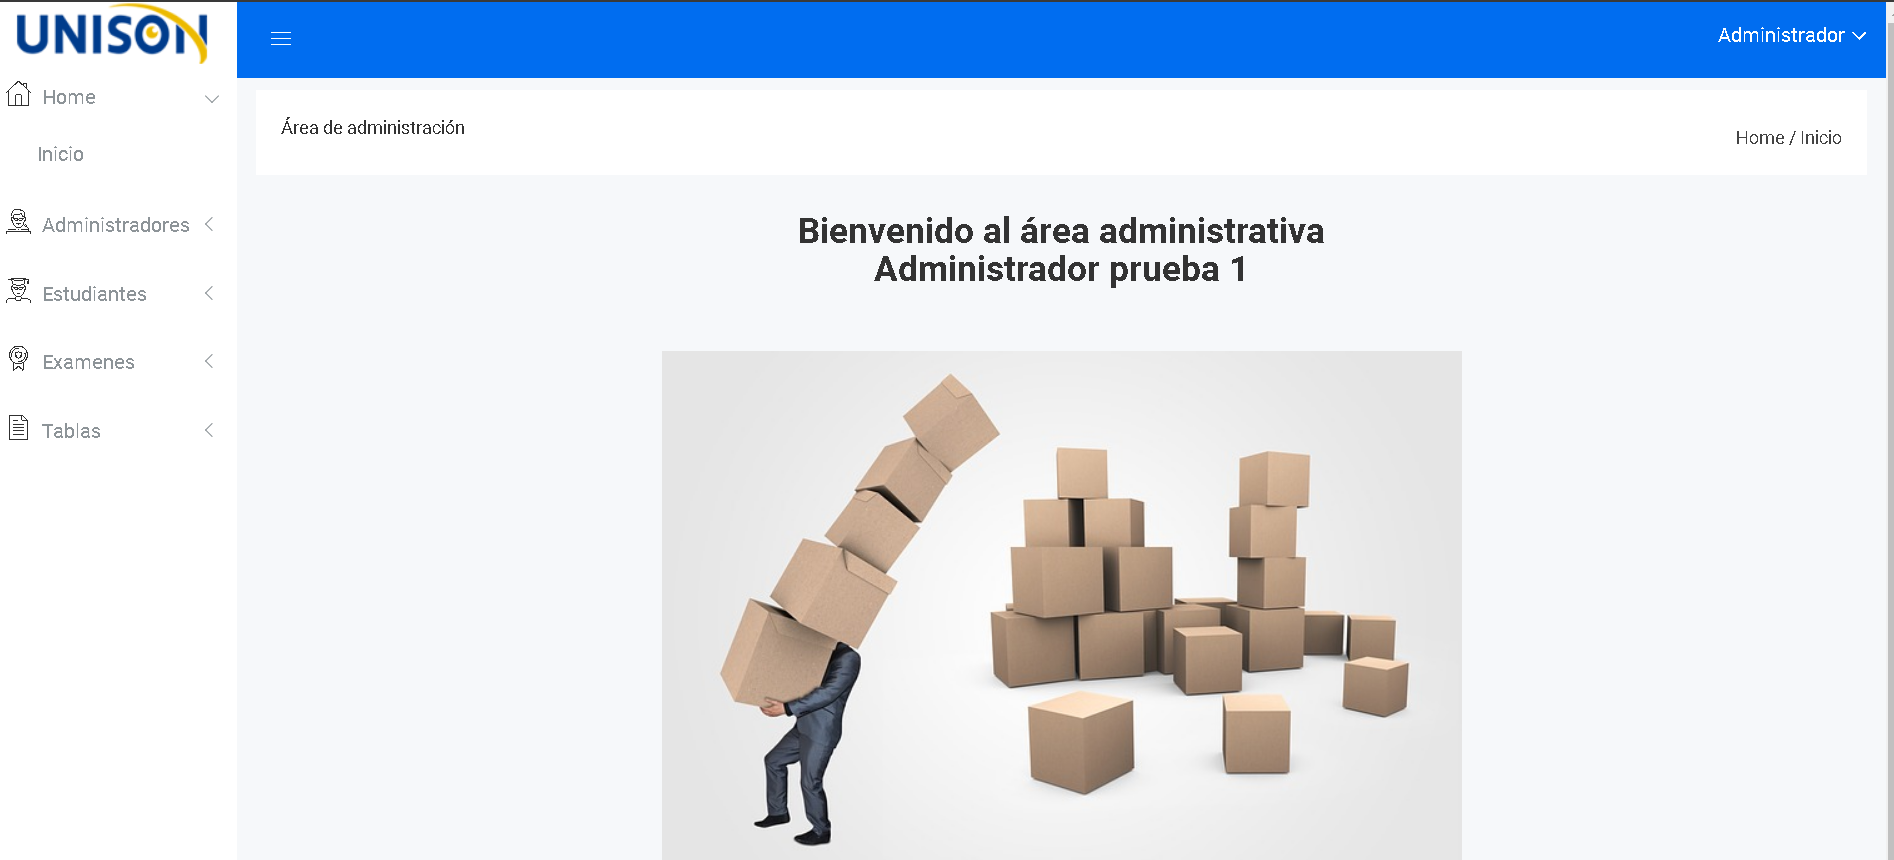 UNISON
Administrador
Home
Inicio
Administradores
Estudiantes
Examenes
Tablas
Área de administración
Home / Inicio
Bienvenido al área administrativa
Administrador prueba 1